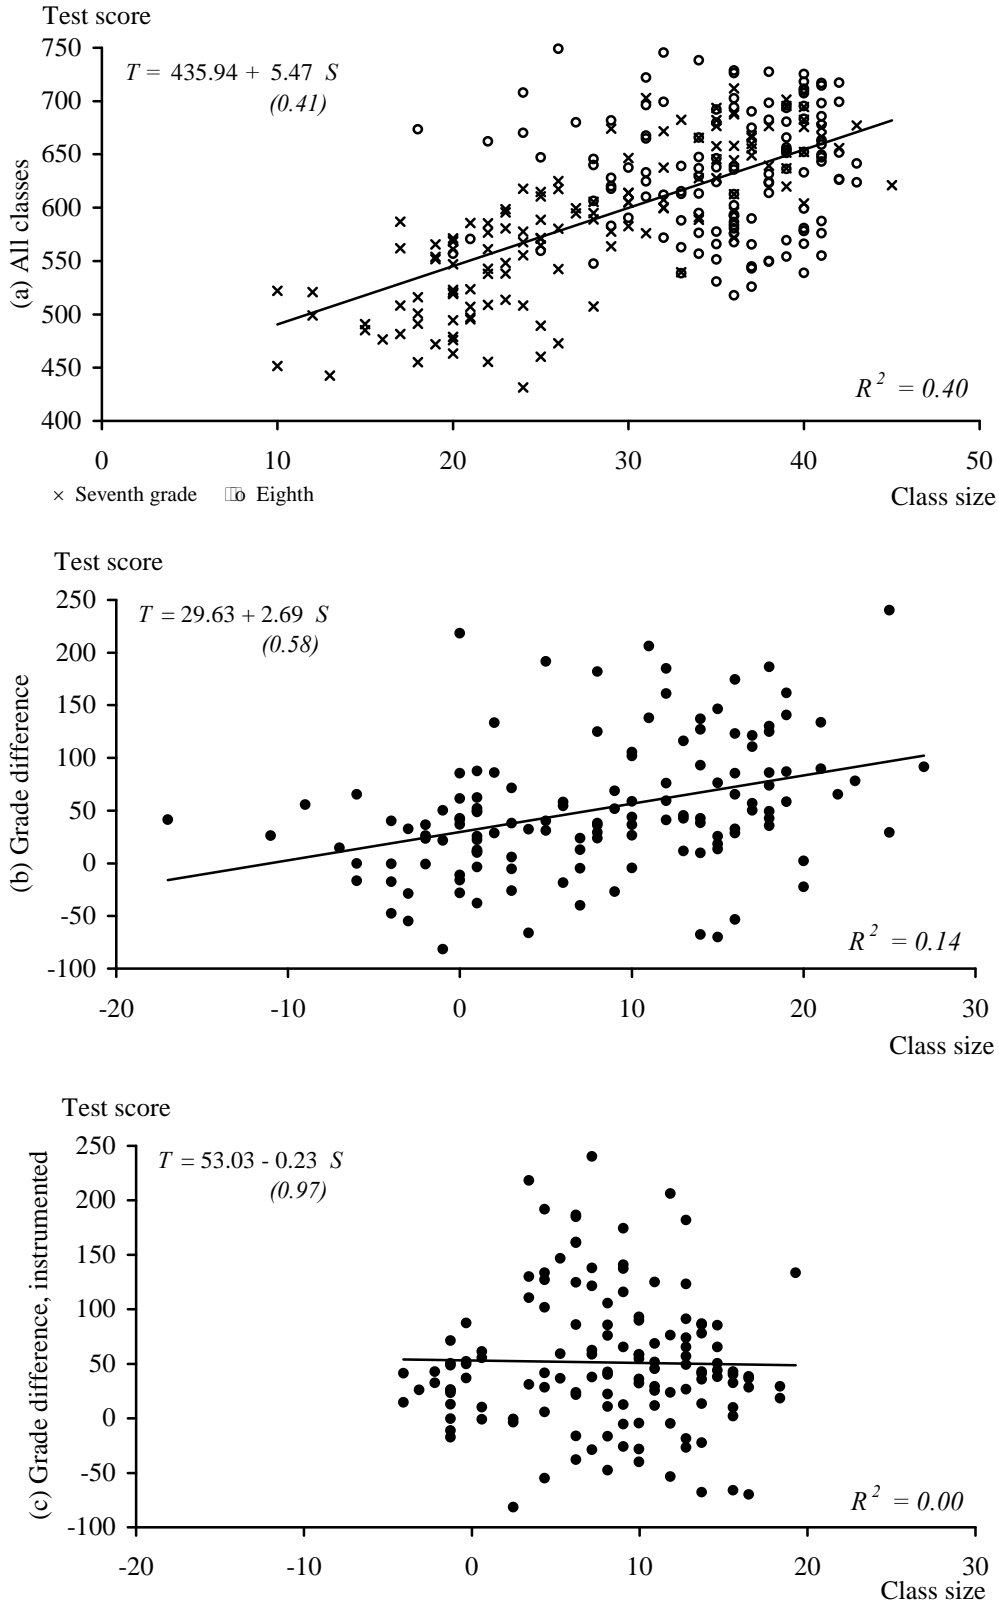 Test score
750
T = 435.94 + 5.47 S
(0.41)
700
650
600
550
500
450
400
(a) All classes
R 2 = 0.40
0 10 20 30 40 50
× Seventh grade o Eighth
Class size
Test score
250
T = 29.63 + 2.69 S
(0.58)
200
150
100
50
0
-50
-100
(b) Grade difference
R 2 = 0.14
-20 -10 0 10 20 30
Class size
Test score
250
T = 53.03 - 0.23 S
(0.97)
200
150
100
50
0
-50
-100
(c) Grade difference, instrumented
R 2 = 0.00
-20 -10 0 10 20 30
Class size